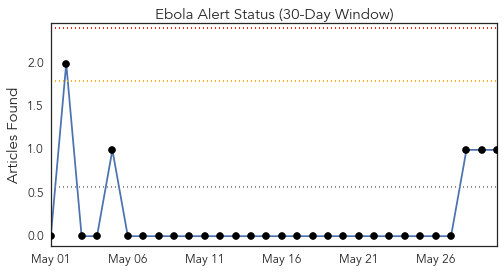 Ebola Alert Status (30-Day Window)
Articles Found
2.0
1.5
1.0
0.5
0.0
May 01 May 06 May 11 May 16 May 21 May 26